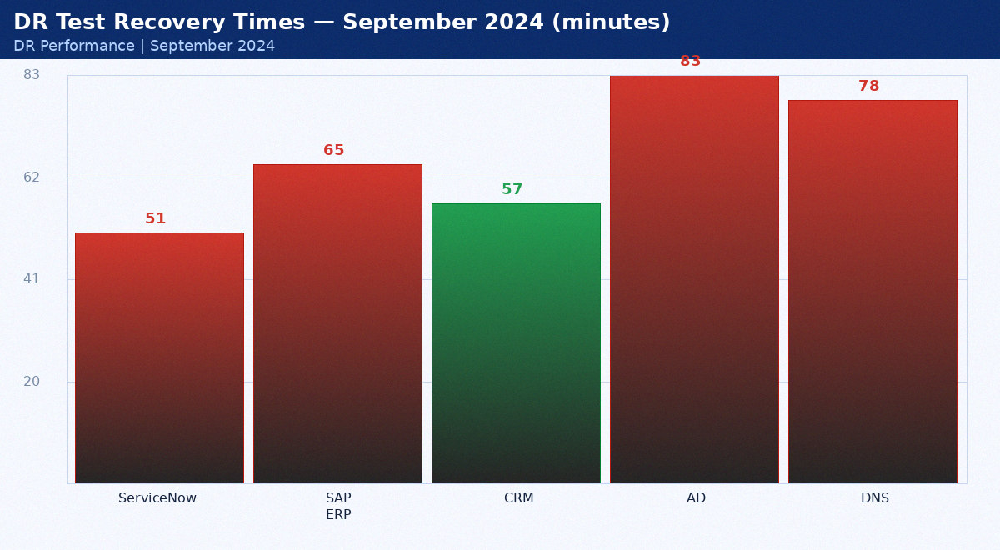 DR Test Recovery Times — September 2024 (minutes)
DR Performance | September 2024
83
62
41
20
51
65
57
83
78
ServiceNow
SAP
ERP
CRM
AD
DNS